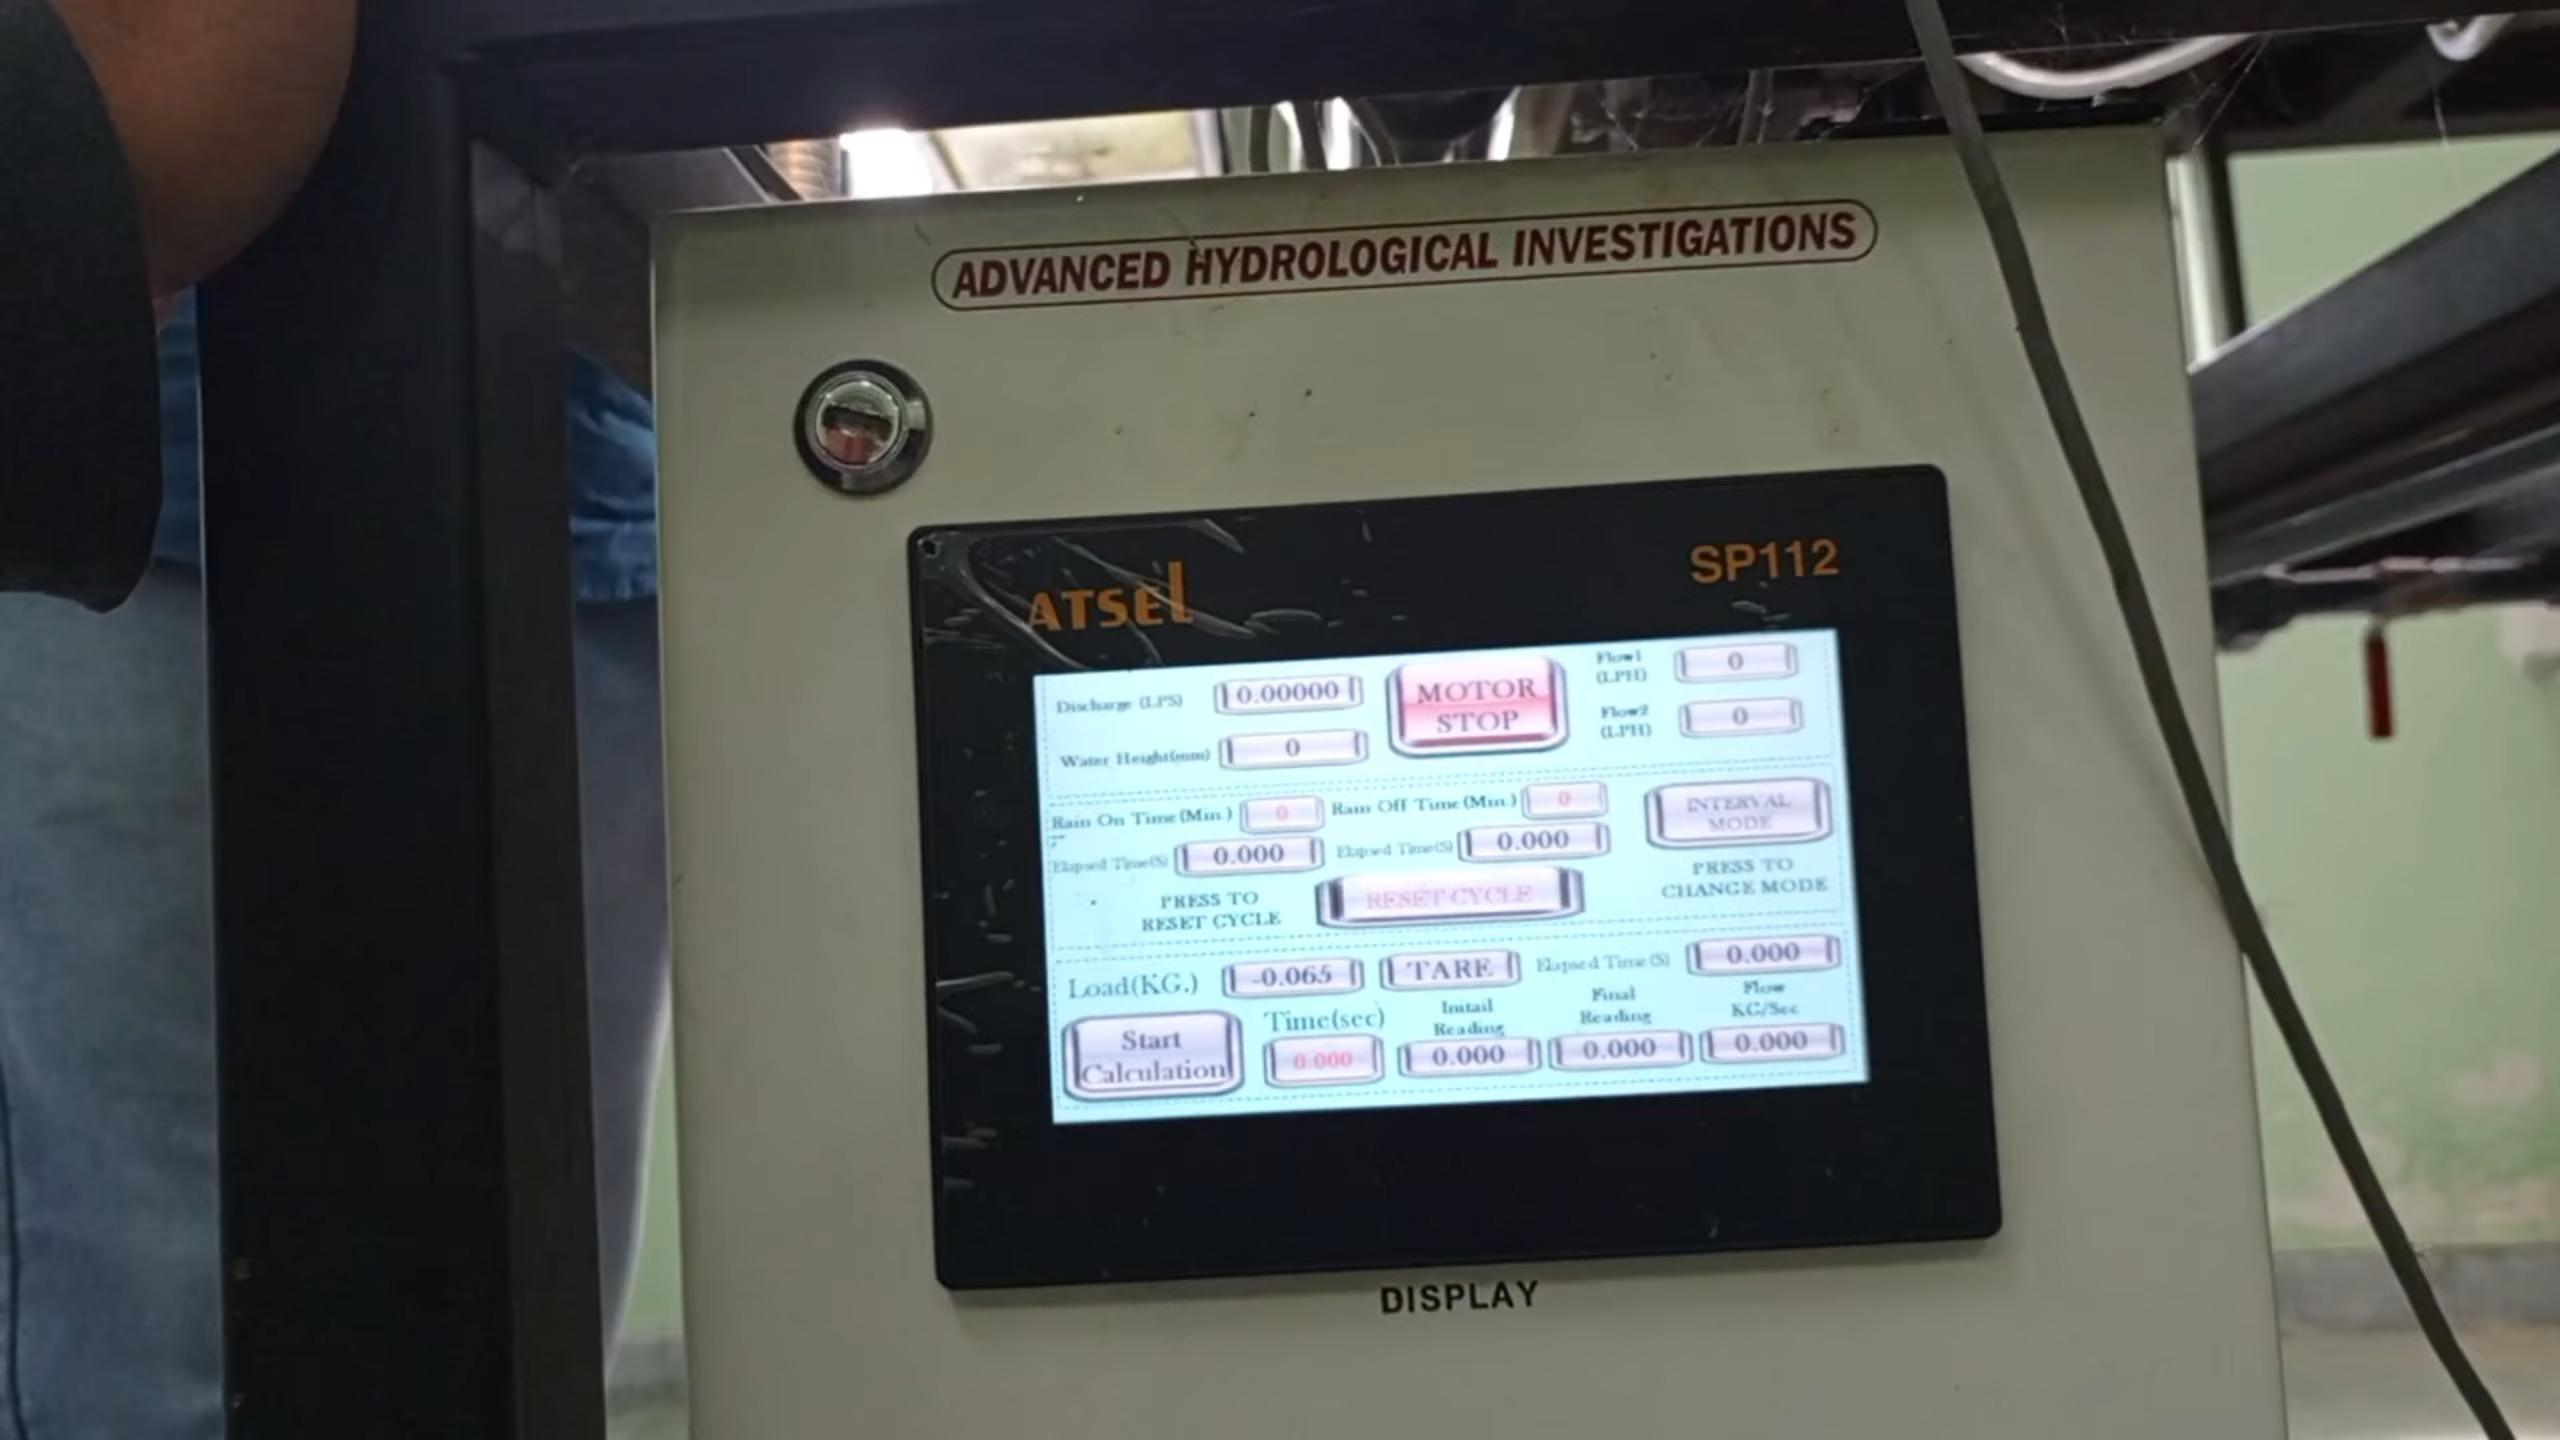 ADVANCED HYDROLOGICAL INVESTIGATIONS
ATSEL
SP112
Discharge (LPS) 0.00000
MOTOR
STOP
Flow1
(LPH) 0
Water Height(mm) 0
Flow2
(LPH) 0
Rain On Time (Min.) 0
Rain Off Time (Min.) 0
INTERVAL
MODE
Elapsed Time(S) 0.000
Elapsed Time(S) 0.000
PRESS TO
CHANGE MODE
PRESS TO
RESET CYCLE
RESET CYCLE
Load(KG.) -0.065
TARE
Elapsed Time (S) 0.000
Start
Calculation
Time(sec)
0.000
Initail
Reading
0.000
Final
Reading
0.000
Flow
KG/Sec
0.000
DISPLAY